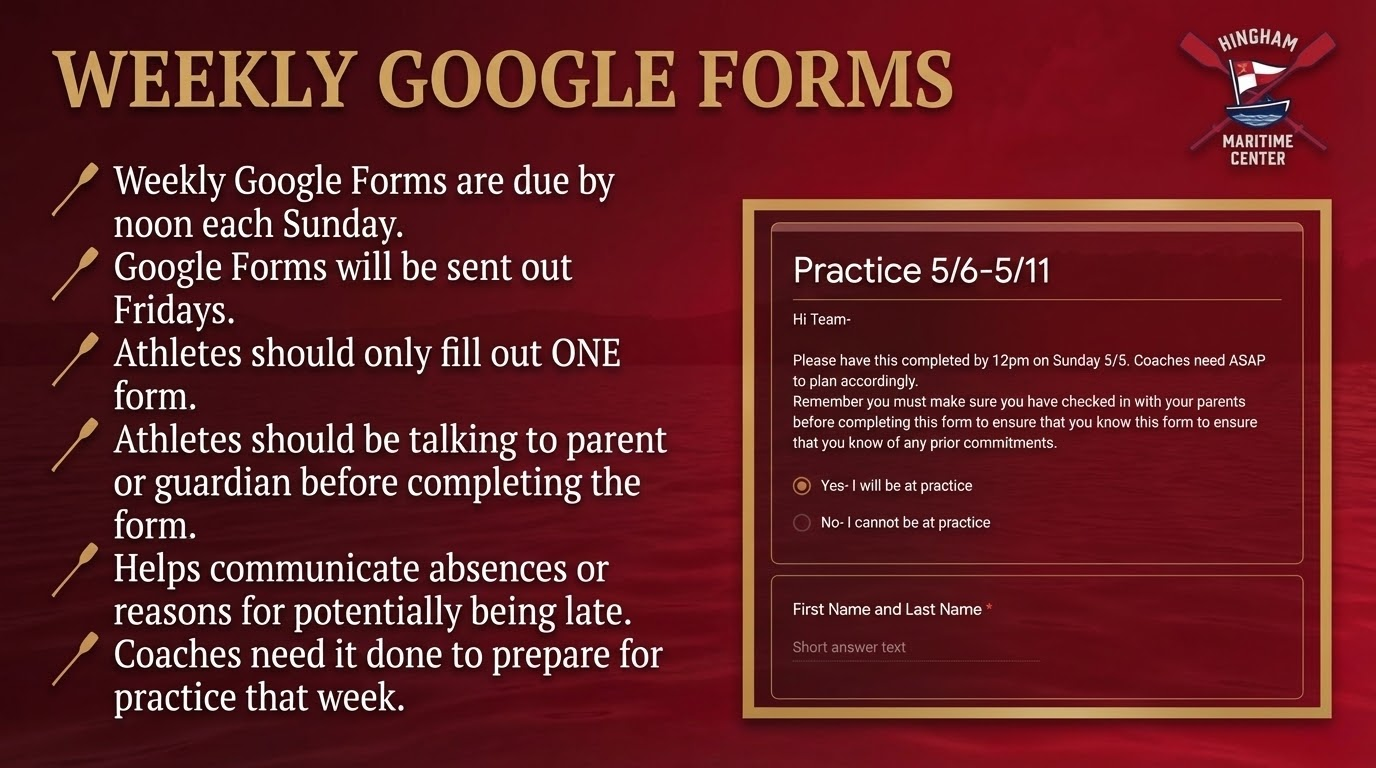 WEEKLY GOOGLE FORMS
HINGHAM
MARITIME
CENTER
Weekly Google Forms are due by
noon each Sunday.
Google Forms will be sent out
Fridays.
Athletes should only fill out ONE
form.
Athletes should be talking to parent
or guardian before completing the
form.
Helps communicate absences or
reasons for potentially being late.
Coaches need it done to prepare for
practice that week.
Practice 5/6-5/11
Hi Team-
Please have this completed by 12pm on Sunday 5/5. Coaches need ASAP
to plan accordingly.
Remember you must make sure you have checked in with your parents
before completing this form to ensure that you know this form to ensure
that you know of any prior commitments.
Yes- I will be at practice
No- I cannot be at practice
First Name and Last Name *
Short answer text